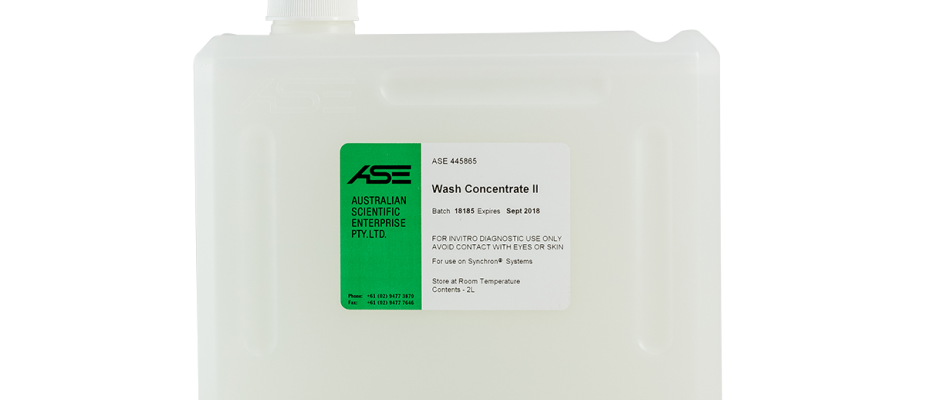 ASE
AUSTRALIAN
SCIENTIFIC
ENTERPRISE
PTY.LTD.
Phone: +61 (02) 9477 3870
Fax: +61 (02) 9477 7646
ASE 445865
Wash Concentrate II
Batch 18185 Expires Sept 2018
FOR INVITRO DIAGNOSTIC USE ONLY
AVOID CONTACT WITH EYES OR SKIN
For use on Synchron® Systems
Store at Room Temperature
Contents - 2L